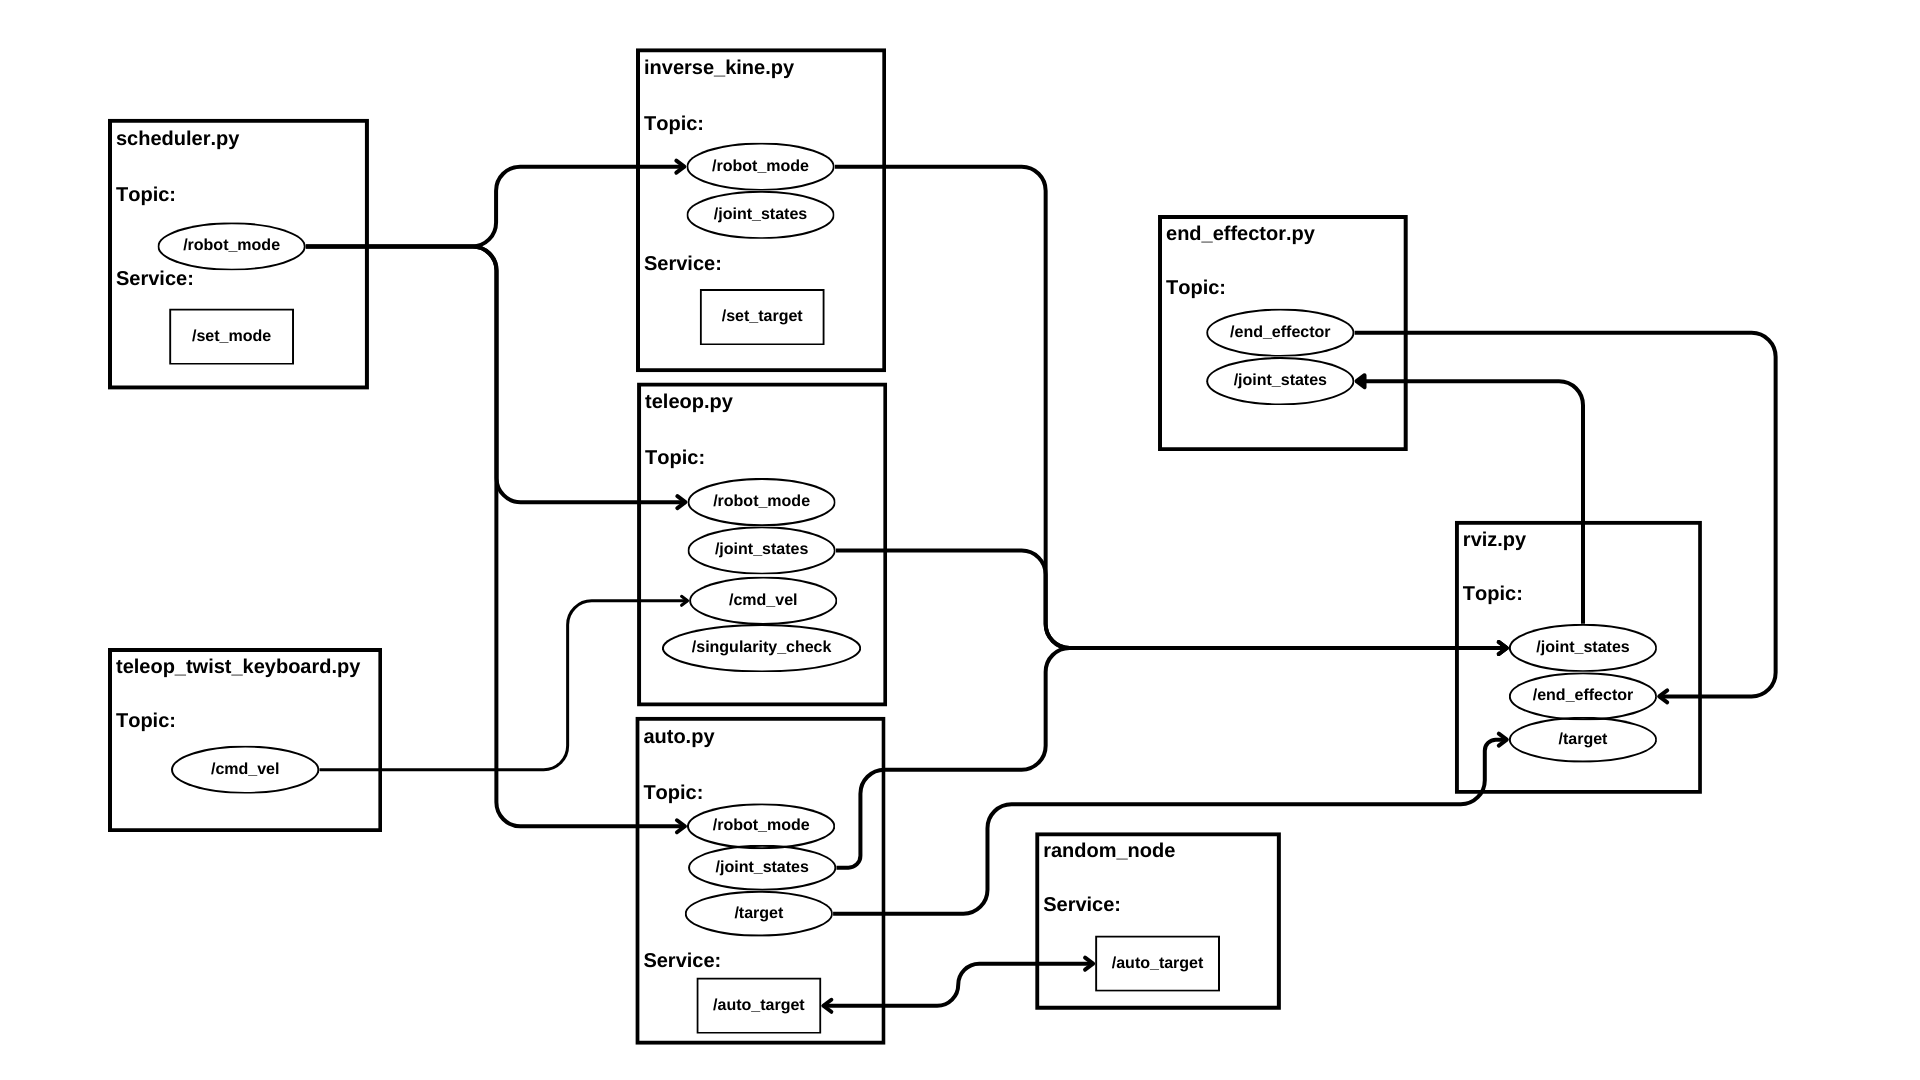 scheduler.py
Topic:
/robot_mode
Service:
/set_mode
teleop_twist_keyboard.py
Topic:
/cmd_vel
inverse_kine.py
Topic:
/robot_mode
/joint_states
Service:
/set_target
teleop.py
Topic:
/robot_mode
/joint_states
/cmd_vel
/singularity_check
auto.py
Topic:
/robot_mode
/joint_states
/target
Service:
/auto_target
random_node
Service:
/auto_target
end_effector.py
Topic:
/end_effector
/joint_states
rviz.py
Topic:
/joint_states
/end_effector
/target